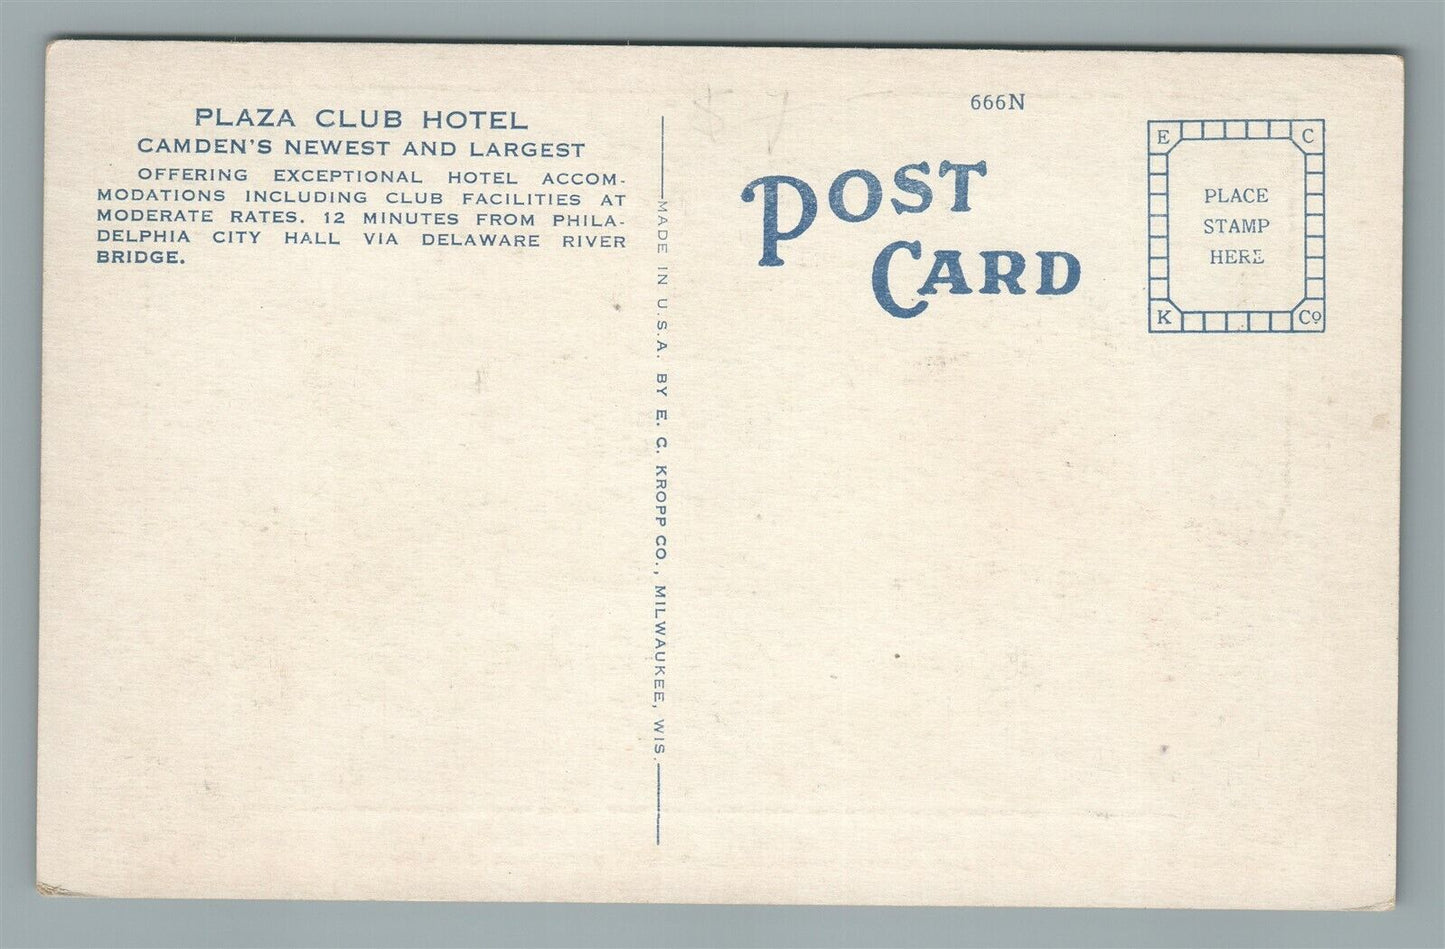 PLAZA CLUB HOTEL
CAMDEN'S NEWEST AND LARGEST
OFFERING EXCEPTIONAL HOTEL ACCOM-
MODATIONS INCLUDING CLUB FACILITIES AT
MODERATE RATES. 12 MINUTES FROM PHILA-
DELPHIA CITY HALL VIA DELAWARE RIVER
BRIDGE.
MADE IN U.S.A. BY E. C. KROPP CO., MILWAUKEE, WIS.
666N
POST
CARD
E C
PLACE
STAMP
HERE
K Co